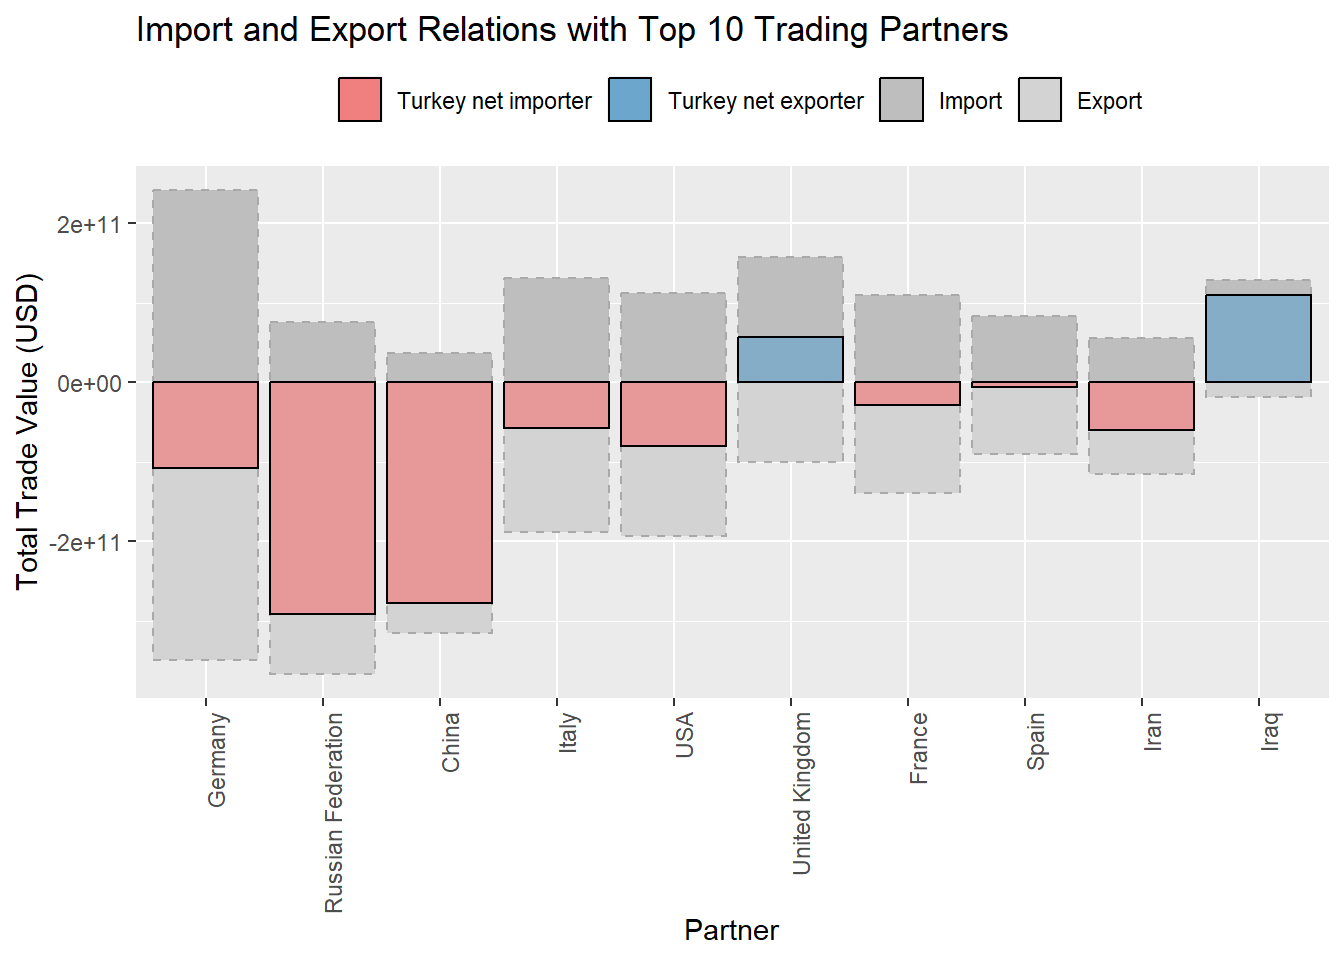 Import and Export Relations with Top 10 Trading Partners
Turkey net importer
Turkey net exporter
Import
Export
Total Trade Value (USD)
2e+11
0e+00
-2e+11
Germany
Russian Federation
China
Italy
USA
United Kingdom
France
Spain
Iran
Iraq
Partner